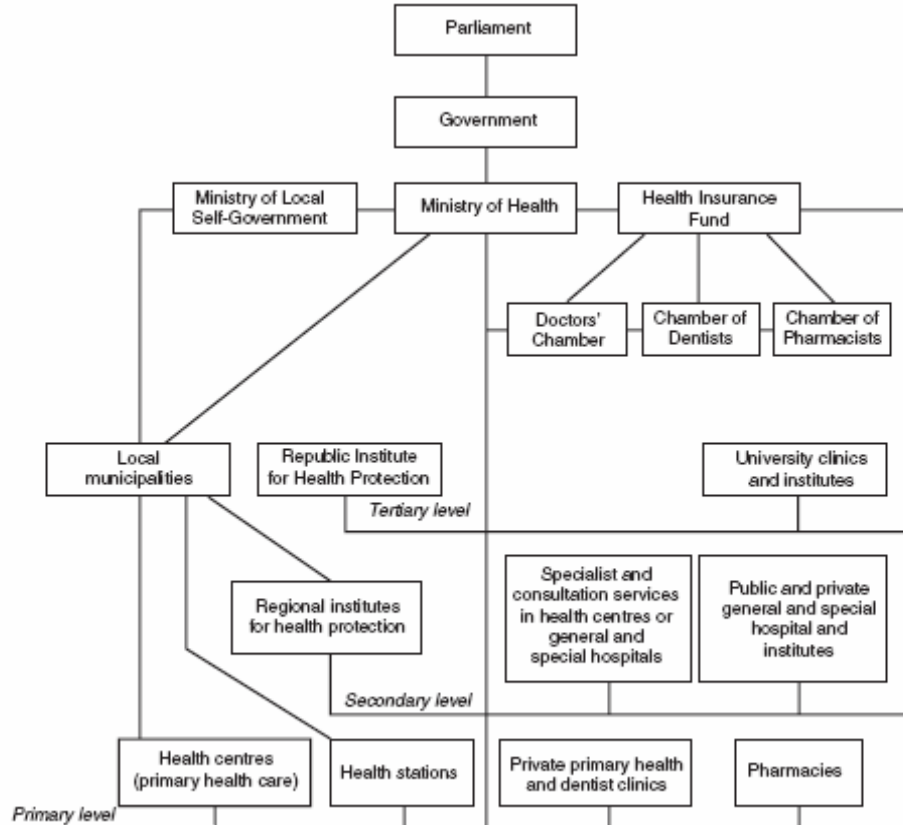 Parliament
Government
Ministry of Local
Self-Government
Ministry of Health
Health Insurance
Fund
Doctors'
Chamber
Chamber of
Dentists
Chamber of
Pharmacists
Local
municipalities
Republic Institute
for Health Protection
University clinics
and institutes
Tertiary level
Regional institutes
for health protection
Specialist and
consultation services
in health centres or
general and
special hospitals
Public and private
general and special
hospital and
institutes
Secondary level
Health centres
(primary health care)
Health stations
Private primary health
and dentist clinics
Pharmacies
Primary level